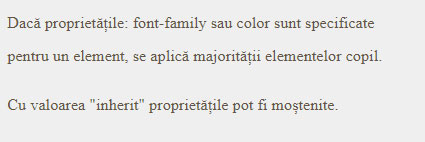 Dacă proprietățile: font-family sau color sunt specificate
pentru un element, se aplică majorității elementelor copil.
Cu valoarea "inherit" proprietățile pot fi moștenite.